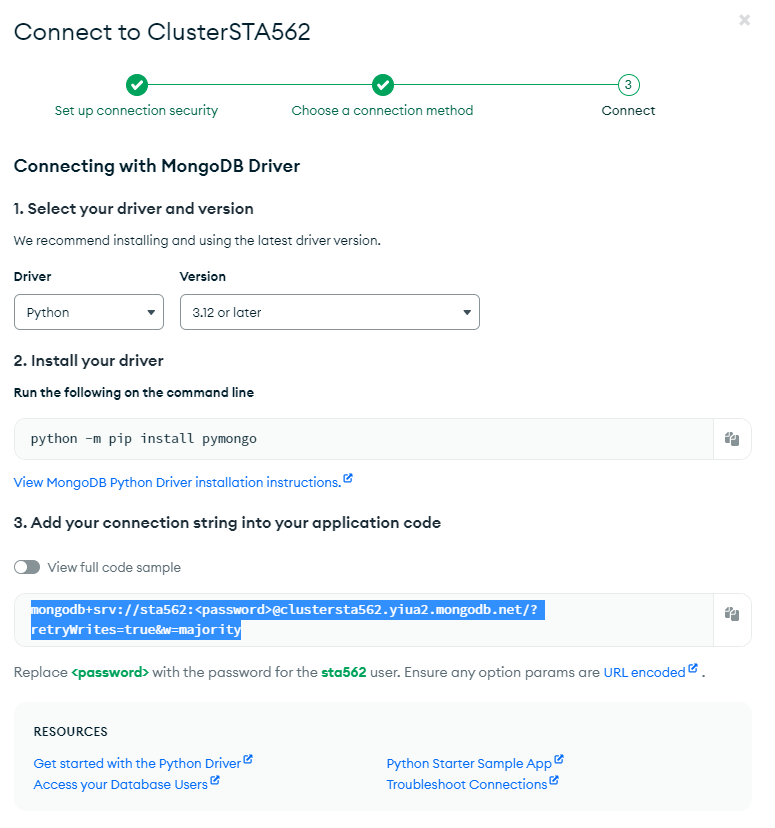 Connect to ClusterSTA562
3
Set up connection security
Choose a connection method
Connect
Connecting with MongoDB Driver
1. Select your driver and version
We recommend installing and using the latest driver version.
Driver
Version
Python
3.12 or later
2. Install your driver
Run the following on the command line
python -m pip install pymongo
View MongoDB Python Driver installation instructions.
3. Add your connection string into your application code
View full code sample
mongodb+srv://sta562:<password>@clustersta562.yiua2.mongodb.net/?
retryWrites=true&w=majority
Replace <password> with the password for the sta562 user. Ensure any option params are URL encoded .
RESOURCES
Get started with the Python Driver
Python Starter Sample App
Access your Database Users
Troubleshoot Connections